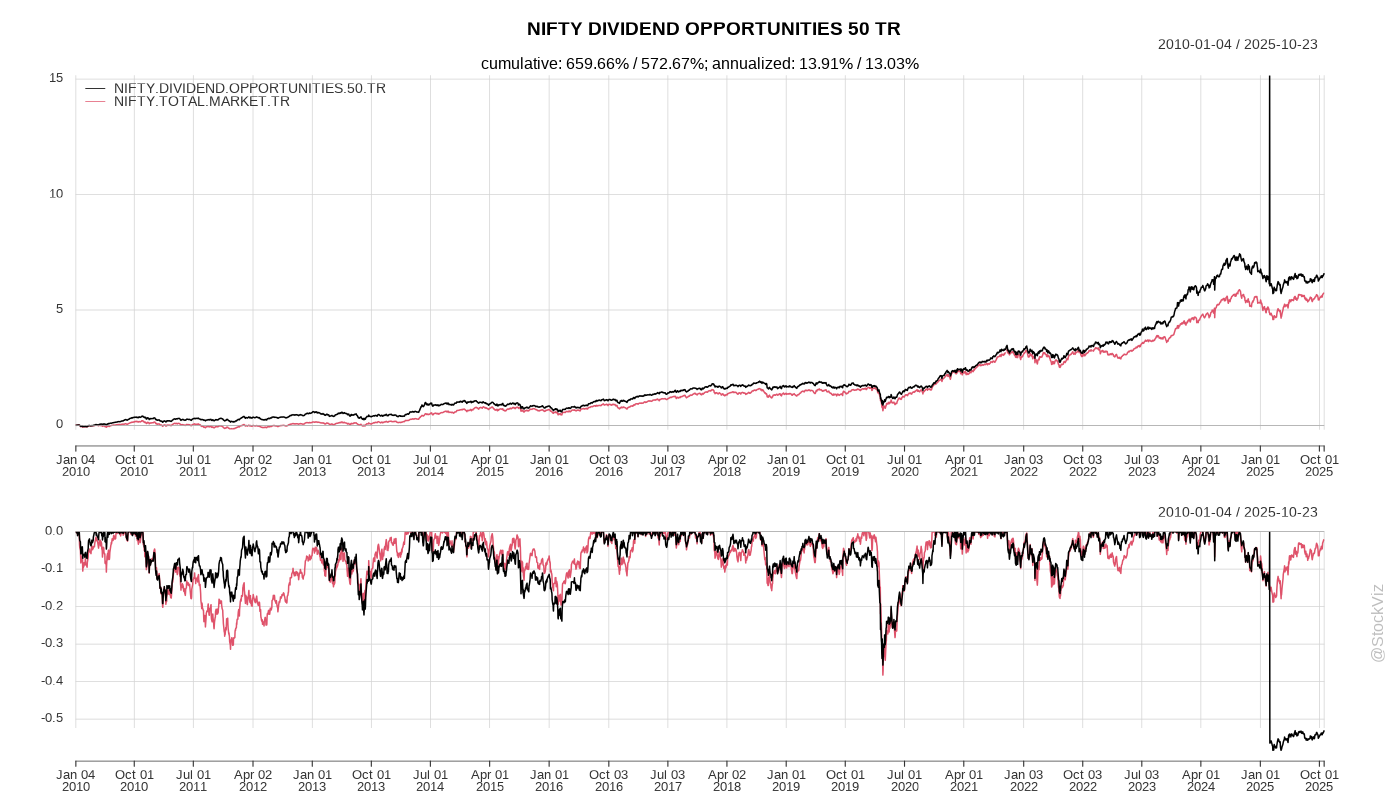 NIFTY DIVIDEND OPPORTUNITIES 50 TR
2010-01-04 / 2025-10-23
cumulative: 659.66% / 572.67%; annualized: 13.91% / 13.03%
NIFTY.DIVIDEND.OPPORTUNITIES.50.TR
NIFTY.TOTAL.MARKET.TR
15
10
5
0
Jan 04 Oct 01 Jul 01 Apr 02 Jan 01 Oct 01 Jul 01 Apr 01 Jan 01 Oct 03 Jul 03 Apr 02 Jan 01 Oct 01 Jul 01 Apr 01 Jan 03 Oct 03 Jul 03 Apr 01 Jan 01 Oct 01
2010 2010 2011 2012 2013 2013 2014 2015 2016 2016 2017 2018 2019 2019 2020 2021 2022 2022 2023 2024 2025 2025
2010-01-04 / 2025-10-23
0.0
-0.1
-0.2
-0.3
-0.4
-0.5
Jan 04 Oct 01 Jul 01 Apr 02 Jan 01 Oct 01 Jul 01 Apr 01 Jan 01 Oct 03 Jul 03 Apr 02 Jan 01 Oct 01 Jul 01 Apr 01 Jan 03 Oct 03 Jul 03 Apr 01 Jan 01 Oct 01
2010 2010 2011 2012 2013 2013 2014 2015 2016 2016 2017 2018 2019 2019 2020 2021 2022 2022 2023 2024 2025 2025
@StockViz